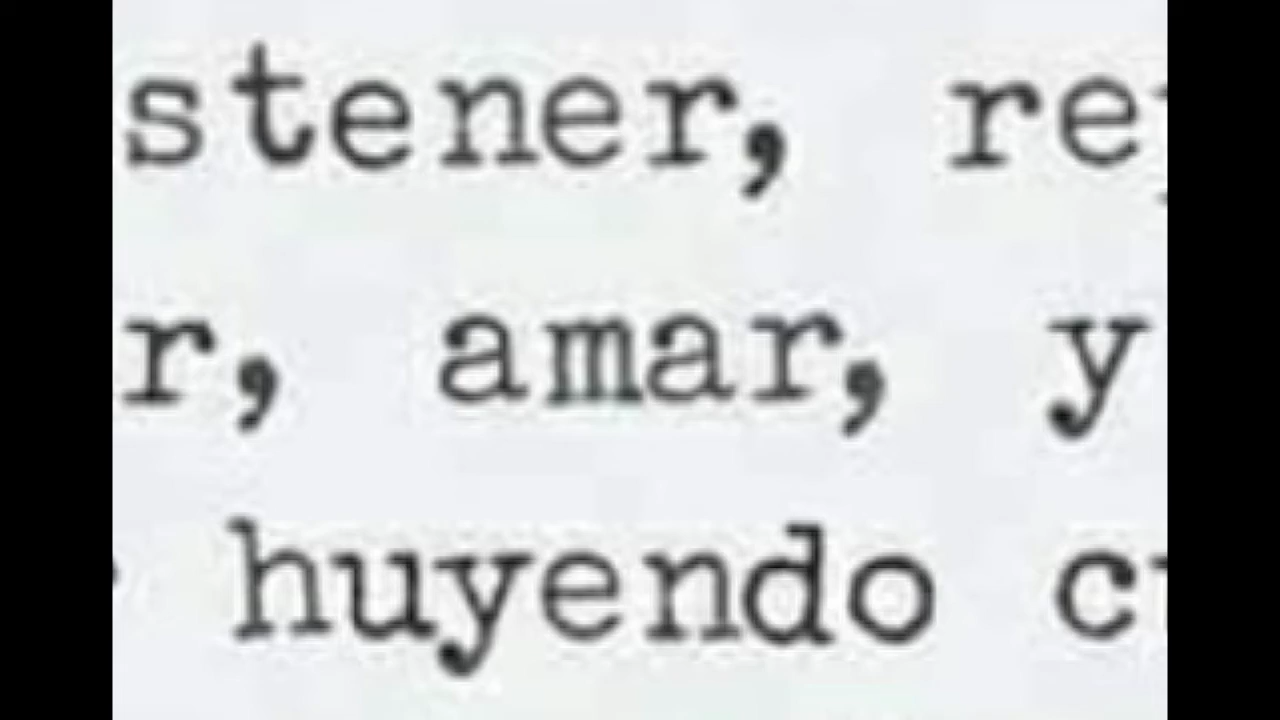 stener, re
r, amar, y
huyendo c